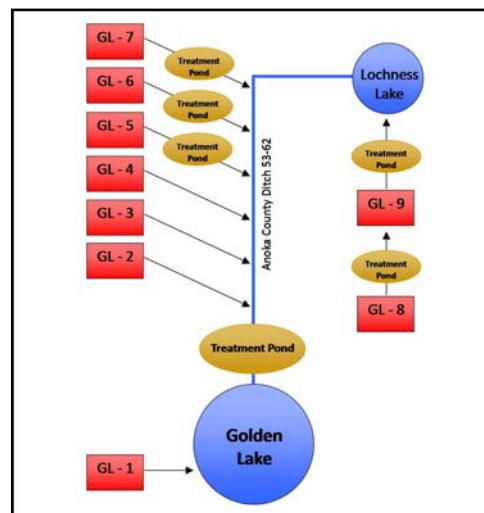 GL - 7
Treatment
Pond
GL - 6
Treatment
Pond
GL - 5
Treatment
Pond
GL - 4
GL - 3
GL - 2
Anoka County Ditch 53-62
Lochness
Lake
Treatment
Pond
GL - 9
Treatment
Pond
GL - 8
Treatment Pond
Golden
Lake
GL - 1